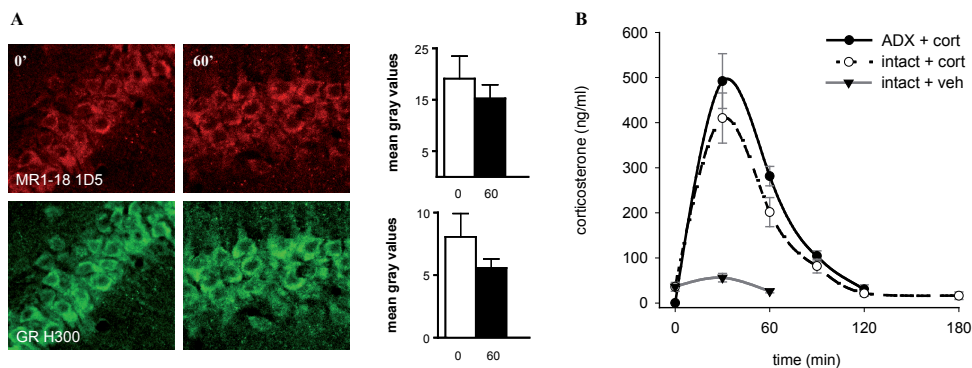 A
0’
60’
MR1-18 1D5
GR H300
mean gray values
25
15
5
0 60
mean gray values
10
5
0
0 60
B
ADX + cort
intact + cort
intact + veh
corticosterone (ng/ml)
600
500
400
300
200
100
0
0 60 120 180
time (min)